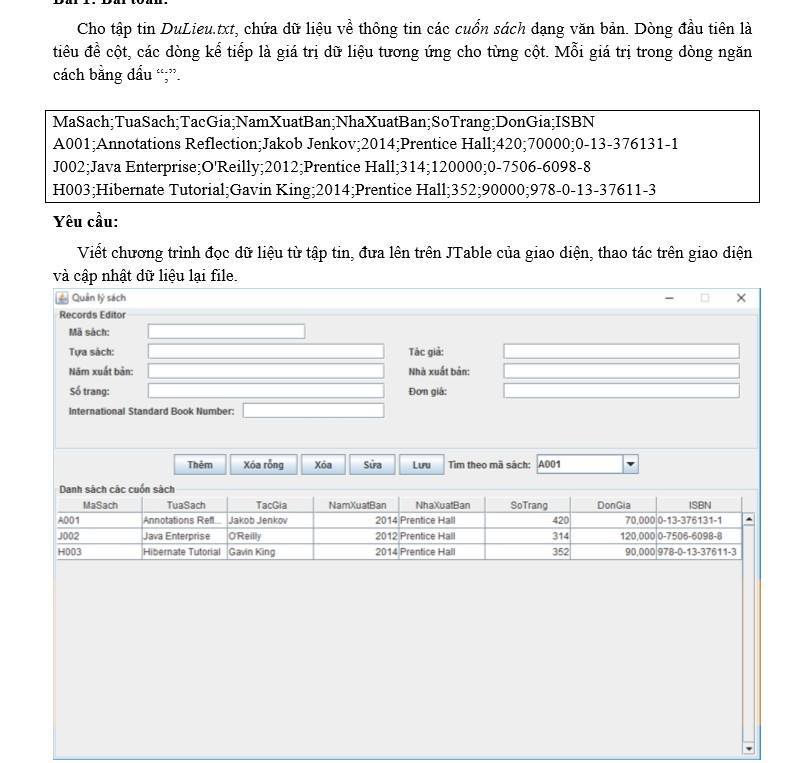 Bài 1: Bài toán:
Cho tập tin DuLieu.txt, chứa dữ liệu về thông tin các cuốn sách dạng văn bản. Dòng đầu tiên là
tiêu đề cột, các dòng kế tiếp là giá trị dữ liệu tương ứng cho từng cột. Mỗi giá trị trong dòng ngăn
cách bằng dấu “;”.
MaSach;TuaSach;TacGia;NamXuatBan;NhaXuatBan;SoTrang;DonGia;ISBN
A001;Annotations Reflection;Jakob Jenkov;2014;Prentice Hall;420;70000;0-13-376131-1
J002;Java Enterprise;O'Reilly;2012;Prentice Hall;314;120000;0-7506-6098-8
H003;Hibernate Tutorial;Gavin King;2014;Prentice Hall;352;90000;978-0-13-37611-3
Yêu cầu:
Viết chương trình đọc dữ liệu từ tập tin, đưa lên trên JTable của giao diện, thao tác trên giao diện
và cập nhật dữ liệu lại file.
Quản lý sách
Records Editor
Mã sách:
Tựa sách: Tác giả:
Năm xuất bản: Nhà xuất bản:
Số trang: Đơn giá:
International Standard Book Number:
Thêm Xóa rỗng Xóa Sửa Lưu Tìm theo mã sách: A001
Danh sách các cuốn sách
MaSach TuaSach TacGia NamXuatBan NhaXuatBan SoTrang DonGia ISBN
A001 Annotations Refl... Jakob Jenkov 2014 Prentice Hall 420 70,000 0-13-376131-1
J002 Java Enterprise O'Reilly 2012 Prentice Hall 314 120,000 0-7506-6098-8
H003 Hibernate Tutorial Gavin King 2014 Prentice Hall 352 90,000 978-0-13-37611-3